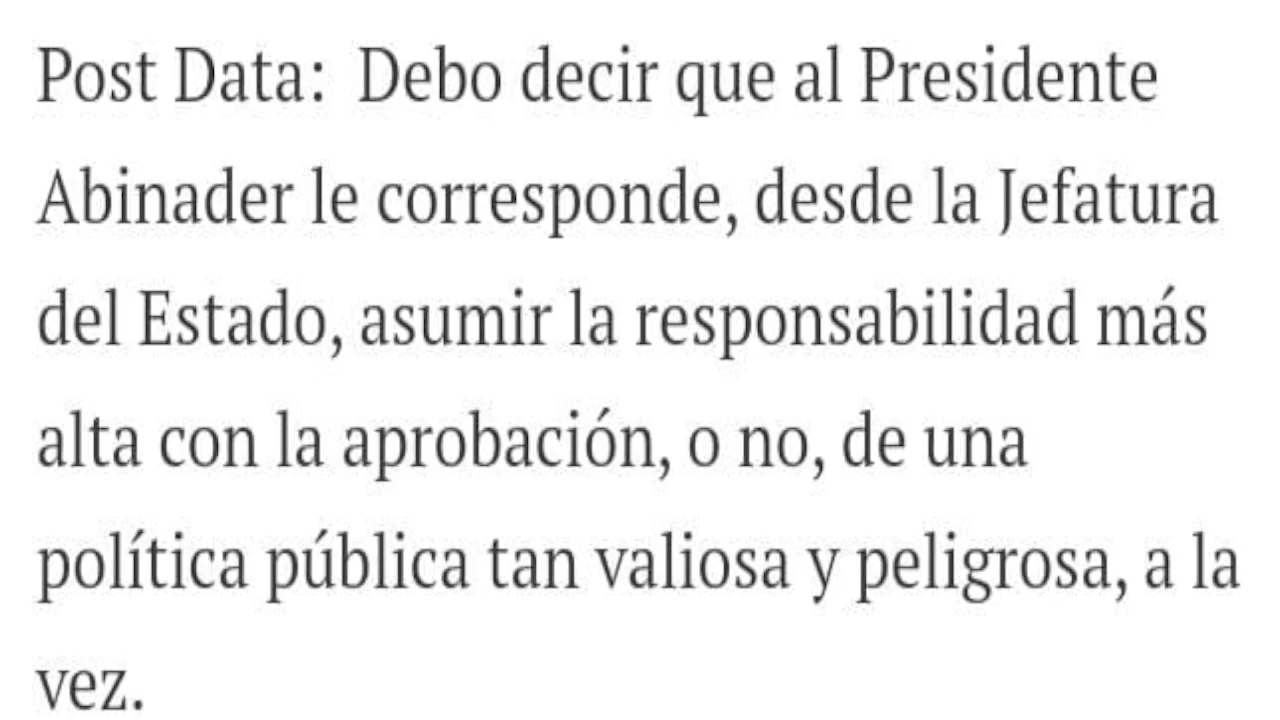 Post Data: Debo decir que al Presidente
Abinader le corresponde, desde la Jefatura
del Estado, asumir la responsabilidad más
alta con la aprobación, o no, de una
política pública tan valiosa y peligrosa, a la
vez.